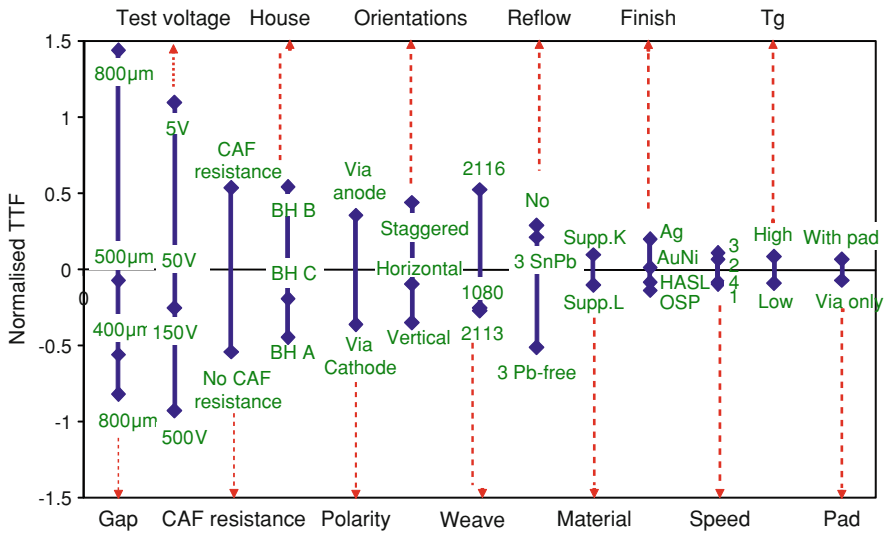 Test voltage House Orientations Reflow Finish Tg
1.5
1
0.5
0
-0.5
-1
-1.5
Normalised TTF
0
800µm
500µm
400µm
800µm
5V
50V
150V
500V
CAF
resistance
No CAF
resistance
BH B
BH C
BH A
Via
anode
Via
Cathode
Staggered
Horizontal
Vertical
2116
1080
2113
No
3 SnPb
3 Pb-free
Supp.K
Supp.L
Ag
AuNi
HASL
OSP
3
2
4
1
High
Low
With pad
Via only
Gap CAF resistance Polarity Weave Material Speed Pad